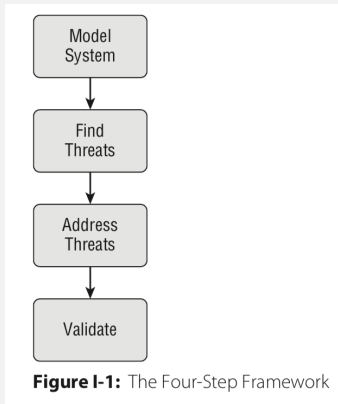 Model
System
Find
Threats
Address
Threats
Validate
Figure I-1: The Four-Step Framework